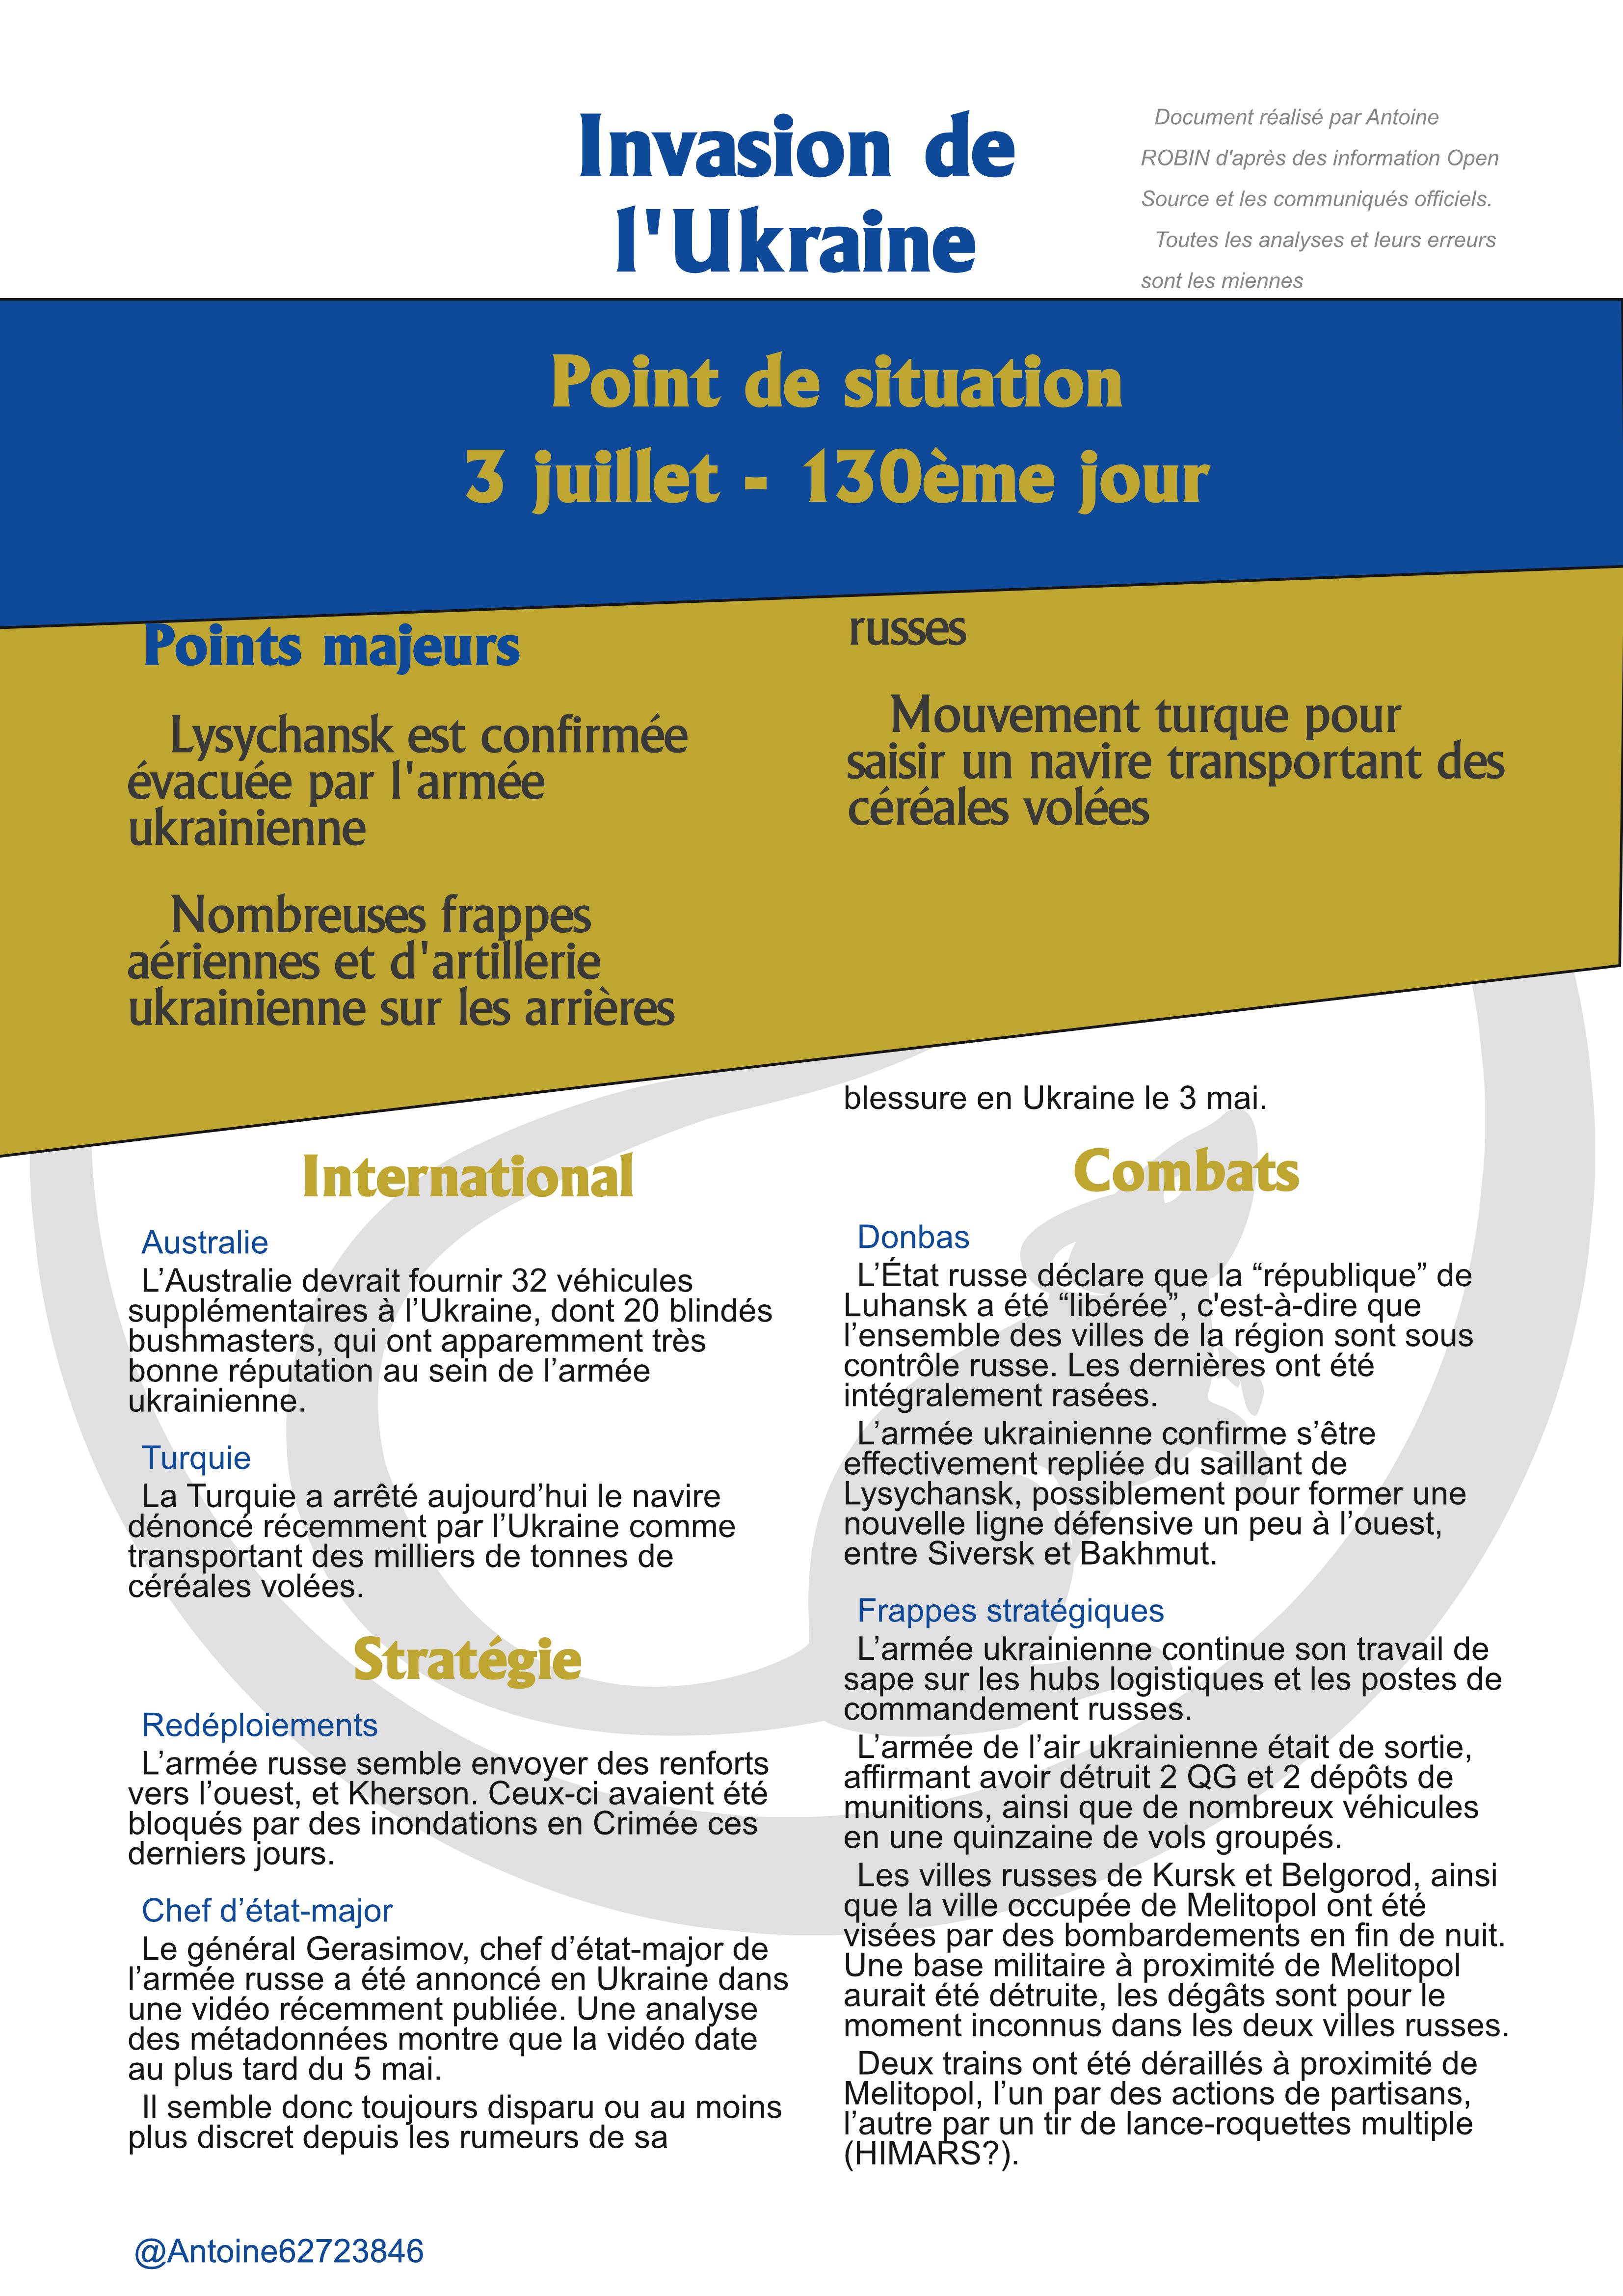 Invasion de
l'Ukraine
Document réalisé par Antoine
ROBIN d'après des information Open
Source et les communiqués officiels.
Toutes les analyses et leurs erreurs
sont les miennes
Point de situation
3 juillet - 130ème jour
Points majeurs
Lysychansk est confirmée
évacuée par l'armée
ukrainienne
Nombreuses frappes
aériennes et d'artillerie
ukrainienne sur les arrières
russes
Mouvement turque pour
saisir un navire transportant des
céréales volées
International
Australie
L’Australie devrait fournir 32 véhicules
supplémentaires à l’Ukraine, dont 20 blindés
bushmasters, qui ont apparemment très
bonne réputation au sein de l’armée
ukrainienne.
Turquie
La Turquie a arrêté aujourd’hui le navire
dénoncé récemment par l’Ukraine comme
transportant des milliers de tonnes de
céréales volées.
Stratégie
Redéploiements
L’armée russe semble envoyer des renforts
vers l’ouest, et Kherson. Ceux-ci avaient été
bloqués par des inondations en Crimée ces
derniers jours.
Chef d’état-major
Le général Gerasimov, chef d’état-major de
l’armée russe a été annoncé en Ukraine dans
une vidéo récemment publiée. Une analyse
des métadonnées montre que la vidéo date
au plus tard du 5 mai.
Il semble donc toujours disparu ou au moins
plus discret depuis les rumeurs de sa
blessure en Ukraine le 3 mai.
Combats
Donbas
L’État russe déclare que la “république” de
Luhansk a été “libérée”, c'est-à-dire que
l’ensemble des villes de la région sont sous
contrôle russe. Les dernières ont été
intégralement rasées.
L’armée ukrainienne confirme s’être
effectivement repliée du saillant de
Lysychansk, possiblement pour former une
nouvelle ligne défensive un peu à l’ouest,
entre Siversk et Bakhmut.
Frappes stratégiques
L’armée ukrainienne continue son travail de
sape sur les hubs logistiques et les postes de
commandement russes.
L’armée de l’air ukrainienne était de sortie,
affirmant avoir détruit 2 QG et 2 dépôts de
munitions, ainsi que de nombreux véhicules
en une quinzaine de vols groupés.
Les villes russes de Kursk et Belgorod, ainsi
que la ville occupée de Melitopol ont été
visées par des bombardements en fin de nuit.
Une base militaire à proximité de Melitopol
aurait été détruite, les dégâts sont pour le
moment inconnus dans les deux villes russes.
Deux trains ont été déraillés à proximité de
Melitopol, l’un par des actions de partisans,
l’autre par un tir de lance-roquettes multiple
(HIMARS?).
@Antoine62723846